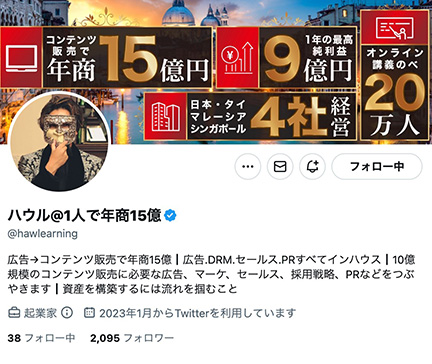 コンテンツ
販売で
年商15億円
1年の最高
純利益
9億円
オンライン
講義のべ
20
万人
日本・タイ
マレーシア
シンガポール
4社経営
フォロー中
ハウル@1人で年商15億
@hawlearning
広告→コンテンツ販売で年商15億┃広告.DRM.セールス.PRすべてインハウス┃10億
規模のコンテンツ販売に必要な広告、マーケ、セールス、採用戦略、PRなどをつぶ
やきます┃資産を構築するには流れを掴むこと
起業家 2023年1月からTwitterを利用しています
38 フォロー中 2,095 フォロワー